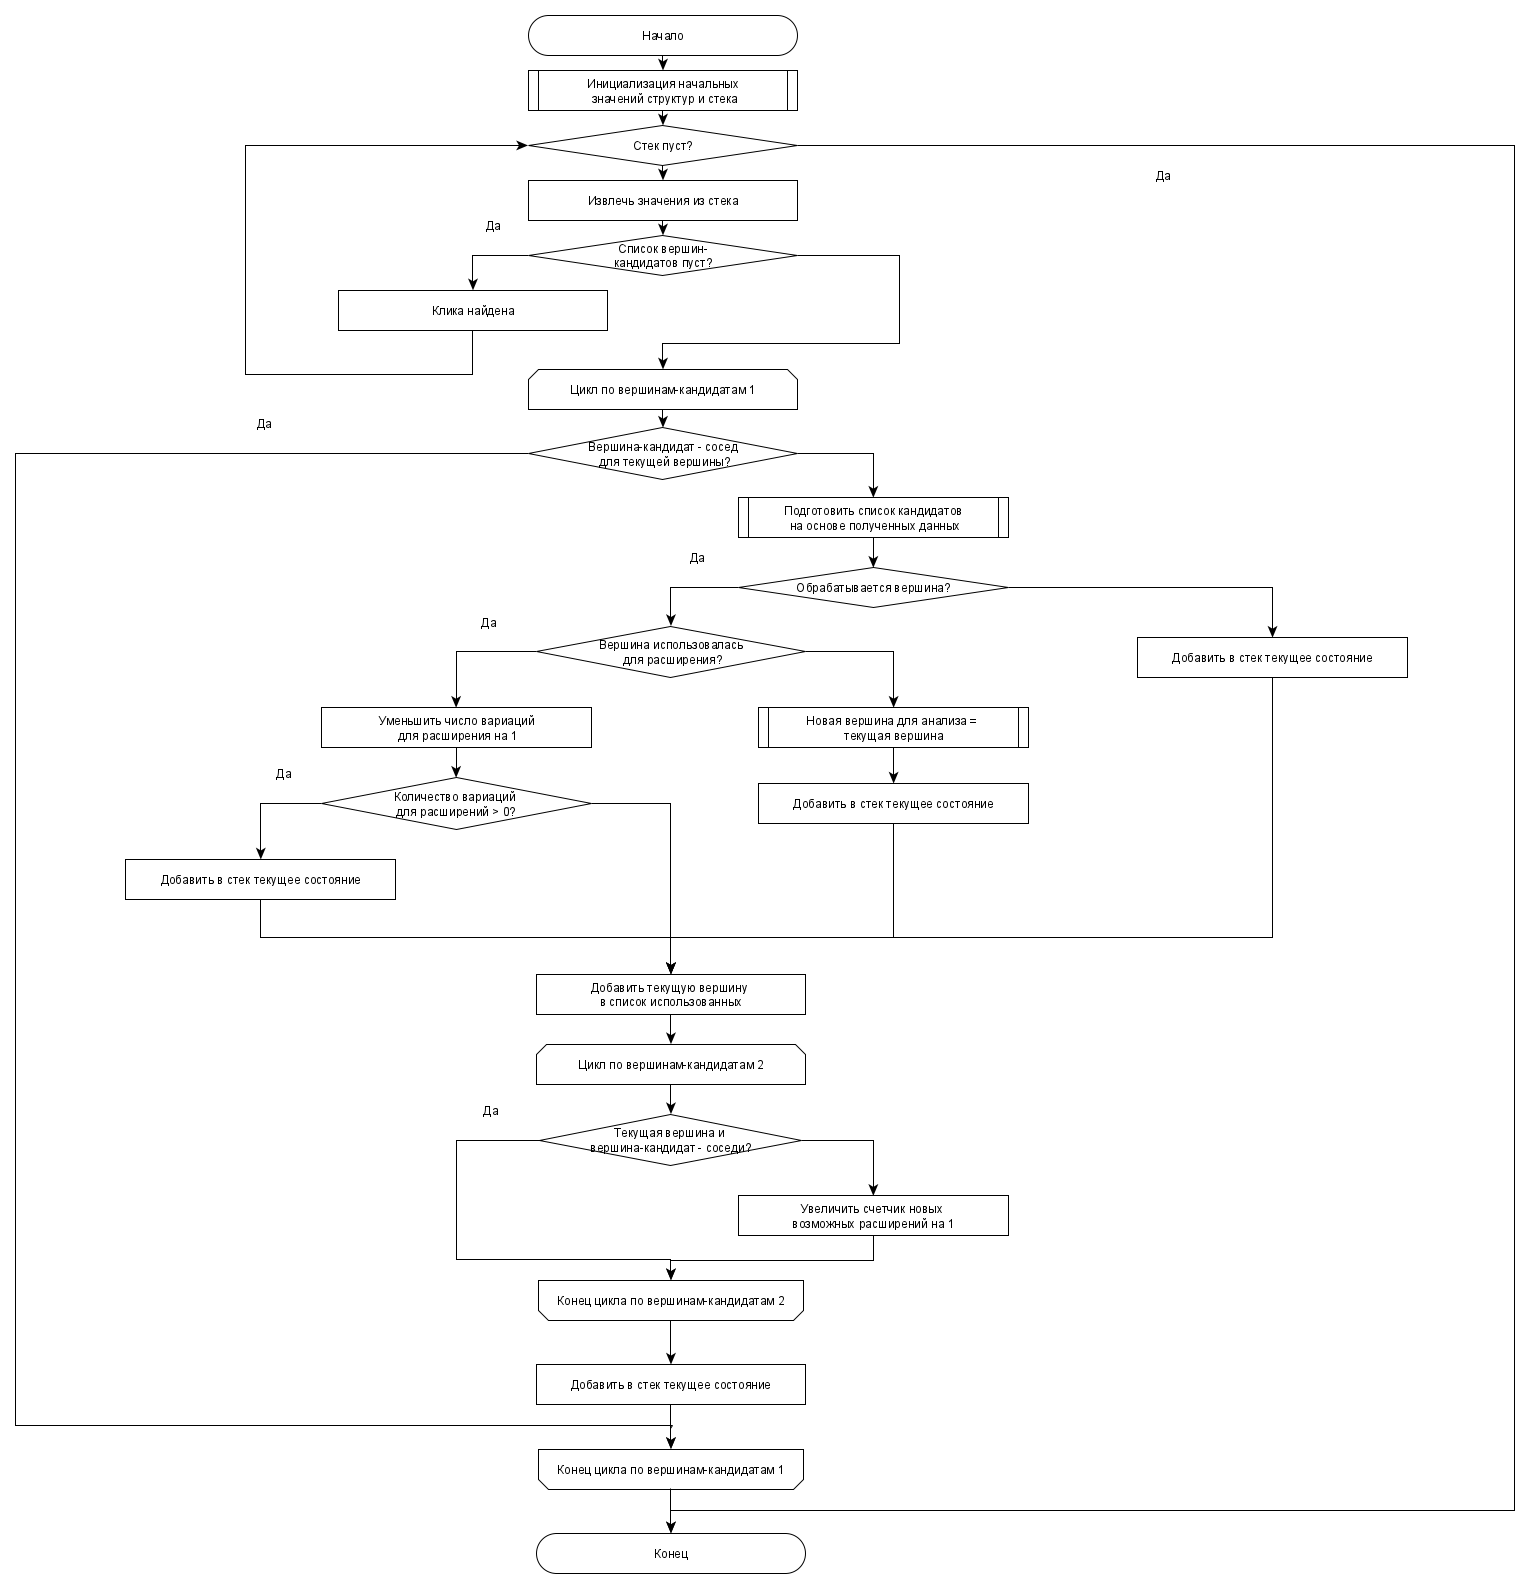 Начало
Инициализация начальных
значений структур и стека
Стек пуст?
Да
Извлечь значения из стека
Да
Список вершин-
кандидатов пуст?
Клика найдена
Цикл по вершинам-кандидатам 1
Да
Вершина-кандидат - сосед
для текущей вершины?
Подготовить список кандидатов
на основе полученных данных
Да
Обрабатывается вершина?
Да
Вершина использовалась
для расширения?
Добавить в стек текущее состояние
Уменьшить число вариаций
для расширения на 1
Новая вершина для анализа =
текущая вершина
Да
Количество вариаций
для расширений > 0?
Добавить в стек текущее состояние
Добавить в стек текущее состояние
Добавить текущую вершину
в список использованных
Цикл по вершинам-кандидатам 2
Да
Текущая вершина и
вершина-кандидат - соседи?
Увеличить счетчик новых
возможных расширений на 1
Конец цикла по вершинам-кандидатам 2
Добавить в стек текущее состояние
Конец цикла по вершинам-кандидатам 1
Конец